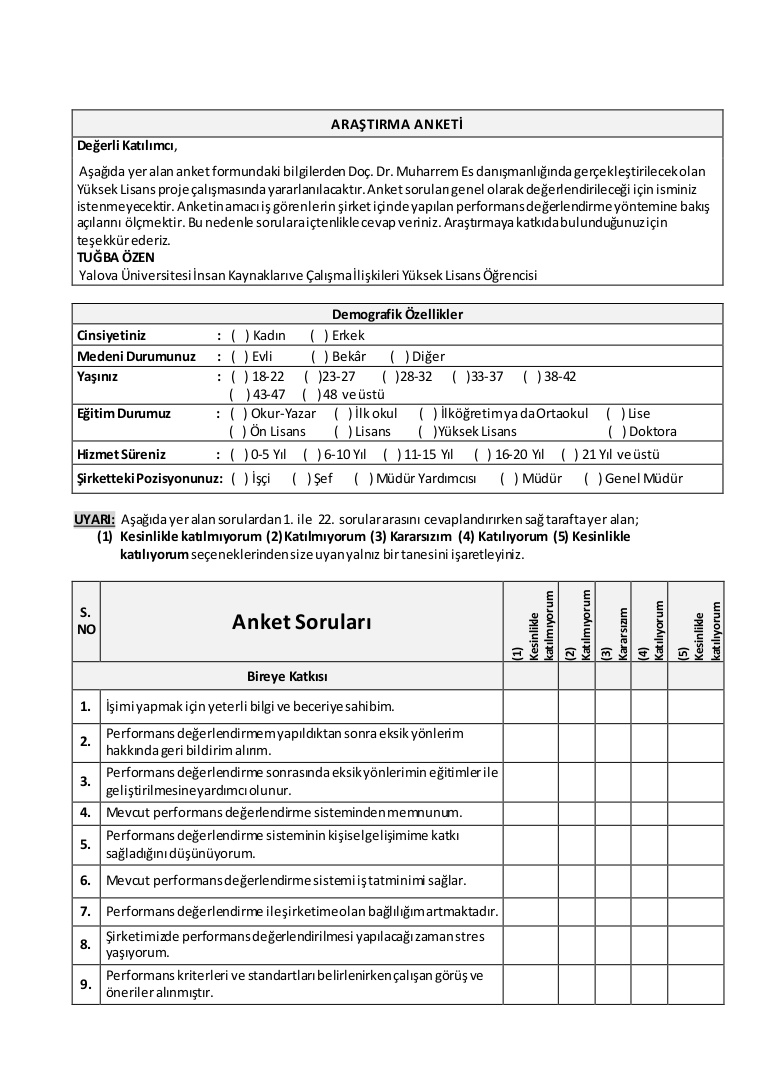 ARAŞTIRMA ANKETİ
Değerli Katılımcı,
Aşağıda yer alan anket formundaki bilgilerden Doç. Dr. Muharrem Es danışmanlığında gerçekleştirilecek olan
Yüksek Lisans proje çalışmasında yararlanılacaktır. Anket soruları genel olarak değerlendirileceği için isminiz
istenmeyecektir. Anketin amacı iş görenlerin şirket içinde yapılan performans değerlendirme yöntemine bakış
açılarını ölçmektir. Bu nedenle sorulara içtenlikle cevap veriniz. Araştırmaya katkıda bulunduğunuz için
teşekkür ederiz.
TUĞBA ÖZEN
Yalova Üniversitesi İnsan Kaynakları ve Çalışma İlişkileri Yüksek Lisans Öğrencisi
Demografik Özellikler
Cinsiyetiniz : ( ) Kadın ( ) Erkek
Medeni Durumunuz : ( ) Evli ( ) Bekâr ( ) Diğer
Yaşınız : ( ) 18-22 ( )23-27 ( )28-32 ( )33-37 ( ) 38-42
( ) 43-47 ( )48 ve üstü
Eğitim Durumuz : ( ) Okur-Yazar ( ) İlk okul ( ) İlköğretim ya da Ortaokul ( ) Lise
( ) Ön Lisans ( ) Lisans ( )Yüksek Lisans ( ) Doktora
Hizmet Süreniz : ( ) 0-5 Yıl ( ) 6-10 Yıl ( ) 11-15 Yıl ( ) 16-20 Yıl ( ) 21 Yıl ve üstü
Şirketteki Pozisyonunuz: ( ) İşçi ( ) Şef ( ) Müdür Yardımcısı ( ) Müdür ( ) Genel Müdür
UYARI: Aşağıda yer alan sorulardan 1. ile 22. sorular arasını cevaplandırırken sağ tarafta yer alan;
(1) Kesinlikle katılmıyorum (2) Katılmıyorum (3) Kararsızım (4) Katılıyorum (5) Kesinlikle
katılıyorum seçeneklerinden size uyan yalnız bir tanesini işaretleyiniz.
S.
NO
Anket Soruları
(1)
Kesinlikle
katılmıyorum
(2)
Katılmıyorum
(3)
Kararsızım
(4)
Katılıyorum
(5)
Kesinlikle
katılıyorum
Bireye Katkısı
1. İşimi yapmak için yeterli bilgi ve beceriye sahibim.
2. Performans değerlendirmem yapıldıktan sonra eksik yönlerim
hakkında geri bildirim alırım.
3. Performans değerlendirme sonrasında eksik yönlerimin eğitimler ile
geliştirilmesine yardımcı olunur.
4. Mevcut performans değerlendirme sisteminden memnunum.
5. Performans değerlendirme sisteminin kişisel gelişimime katkı
sağladığını düşünüyorum.
6. Mevcut performans değerlendirme sistemi iş tatminimi sağlar.
7. Performans değerlendirme ile şirketime olan bağlılığım artmaktadır.
8. Şirketimizde performans değerlendirilmesi yapılacağı zaman stres
yaşıyorum.
9. Performans kriterleri ve standartları belirlenirken çalışan görüş ve
öneriler alınmıştır.